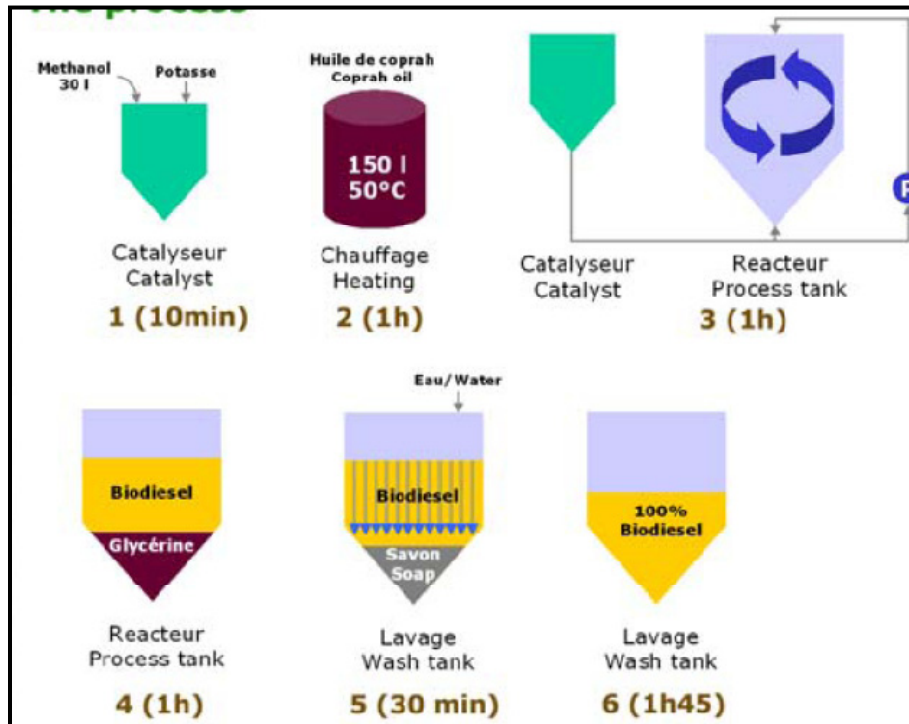 The process
Methanol
30 l
Potasse
Catalyseur
Catalyst
1 (10min)
Huile de coprah
Coprah oil
150 l
50°C
Chauffage
Heating
2 (1h)
Catalyseur
Catalyst
P
Reacteur
Process tank
3 (1h)
Biodiesel
Glycérine
Reacteur
Process tank
4 (1h)
Eau/Water
Biodiesel
Savon
Soap
Lavage
Wash tank
5 (30 min)
100%
Biodiesel
Lavage
Wash tank
6 (1h45)